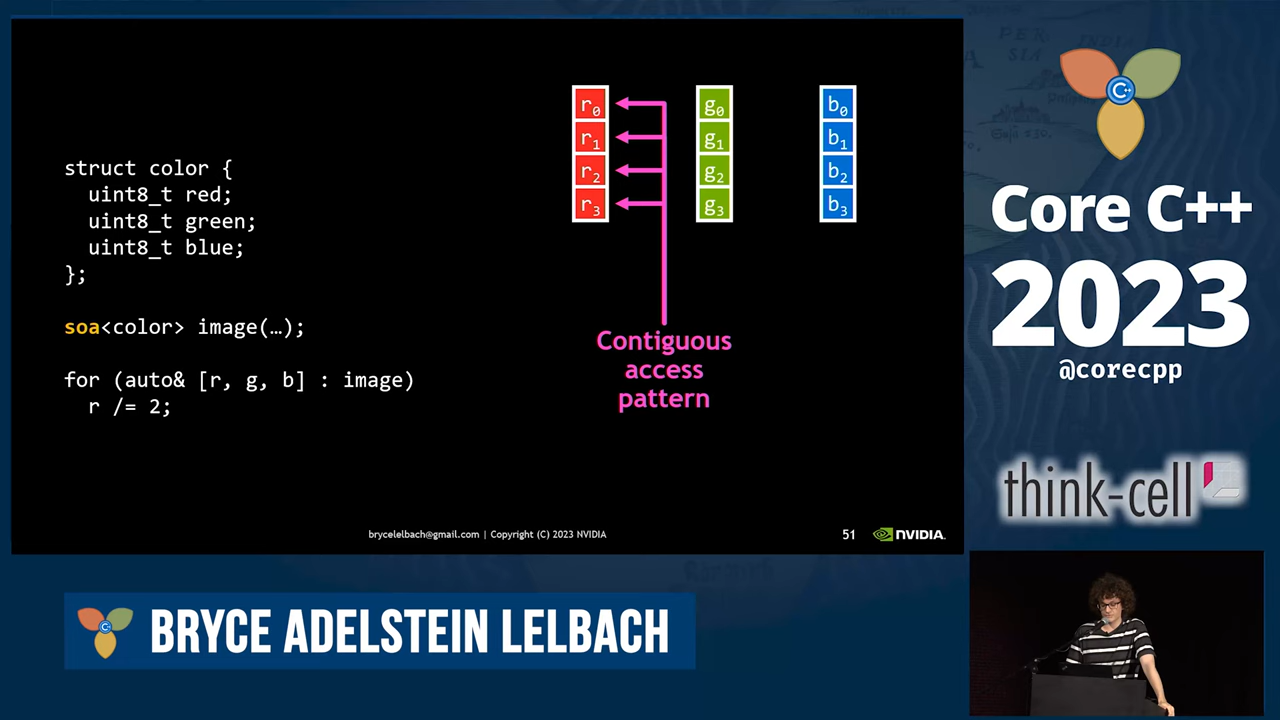 struct color {
uint8_t red;
uint8_t green;
uint8_t blue;
};
soa<color> image(…);
for (auto& [r, g, b] : image)
r /= 2;
r₀ g₀ b₀
r₁ g₁ b₁
r₂ g₂ b₂
r₃ g₃ b₃
Contiguous
access
pattern
brycelelbach@gmail.com | Copyright (C) 2023 NVIDIA
51
NVIDIA.
C++
Core C++
2023
@corecpp
think-cell
C++
BRYCE ADELSTEIN LELBACH